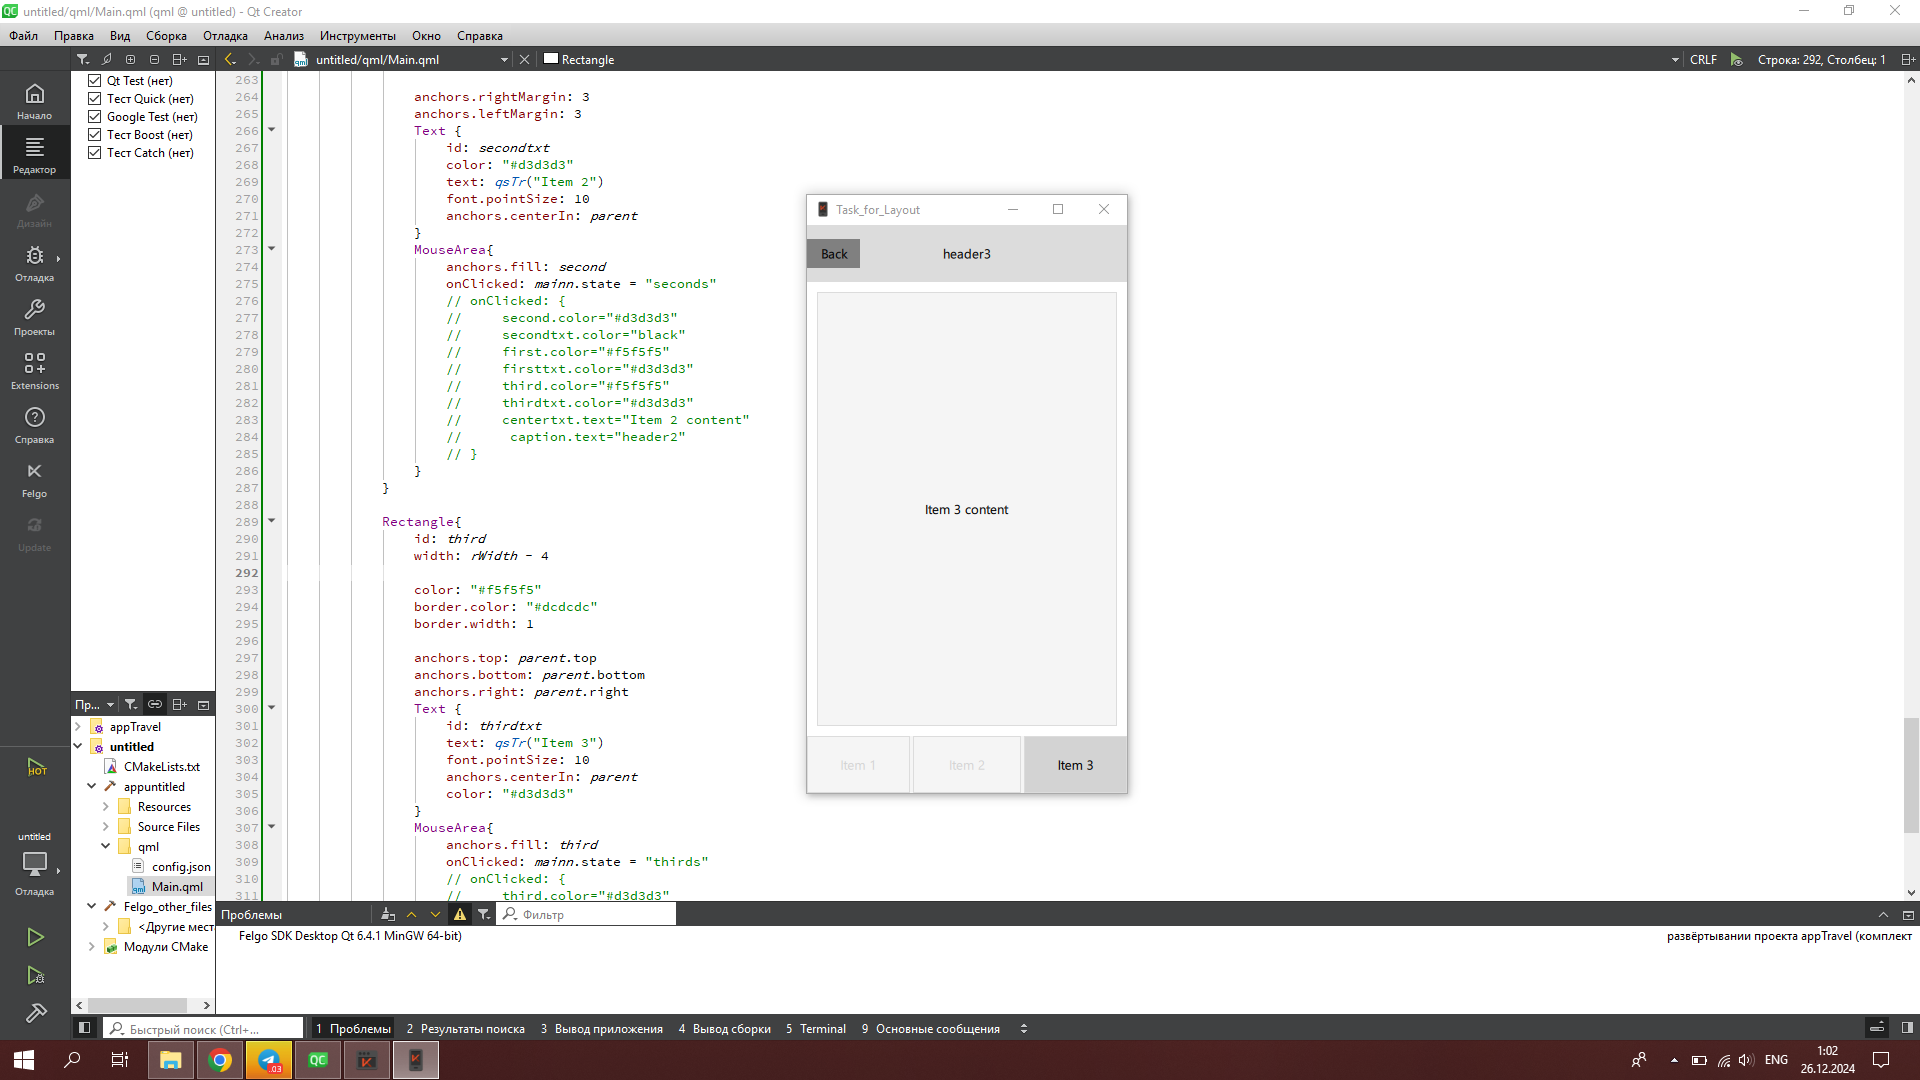 untitled/qml/Main.qml (qml @ untitled) - Qt Creator
Файл Правка Вид Сборка Отладка Анализ Инструменты Окно Справка
untitled/qml/Main.qml
Rectangle
CRLF
Строка: 292, Столбец: 1
Начало
Редактор
Дизайн
Отладка
Проекты
Extensions
Справка
Felgo
Update
HOT
untitled
Отладка
Qt Test (нет)
Тест Quick (нет)
Google Test (нет)
Тест Boost (нет)
Тест Catch (нет)
Пр...
appTravel
untitled
CMakeLists.txt
appuntitled
Resources
Source Files
qml
config.json
Main.qml
Felgo_other_files
<Другие мест
Модули CMake
263
264 anchors.rightMargin: 3
265 anchors.leftMargin: 3
266 Text {
267 id: secondtxt
268 color: "#d3d3d3"
269 text: qsTr("Item 2")
270 font.pointSize: 10
271 anchors.centerIn: parent
272 }
273 MouseArea{
274 anchors.fill: second
275 onClicked: mainn.state = "seconds"
276 // onClicked: {
277 // second.color="#d3d3d3"
278 // secondtxt.color="black"
279 // first.color="#f5f5f5"
280 // firsttxt.color="#d3d3d3"
281 // third.color="#f5f5f5"
282 // thirdtxt.color="#d3d3d3"
283 // centertxt.text="Item 2 content"
284 // caption.text="header2"
285 // }
286 }
287 }
288
289 Rectangle{
290 id: third
291 width: rWidth - 4
292
293 color: "#f5f5f5"
294 border.color: "#dcdcdc"
295 border.width: 1
296
297 anchors.top: parent.top
298 anchors.bottom: parent.bottom
299 anchors.right: parent.right
300 Text {
301 id: thirdtxt
302 text: qsTr("Item 3")
303 font.pointSize: 10
304 anchors.centerIn: parent
305 color: "#d3d3d3"
306 }
307 MouseArea{
308 anchors.fill: third
309 onClicked: mainn.state = "thirds"
310 // onClicked: {
311 // third.color="#d3d3d3"
Task_for_Layout
Back
header3
Item 3 content
Item 1
Item 2
Item 3
Проблемы
Фильтр
Felgo SDK Desktop Qt 6.4.1 MinGW 64-bit)
развёртывании проекта appTravel (комплект
Быстрый поиск (Ctrl+...
1 Проблемы
2 Результаты поиска
3 Вывод приложения
4 Вывод сборки
5 Terminal
9 Основные сообщения
QC
.03
QC
ENG
1:02
26.12.2024